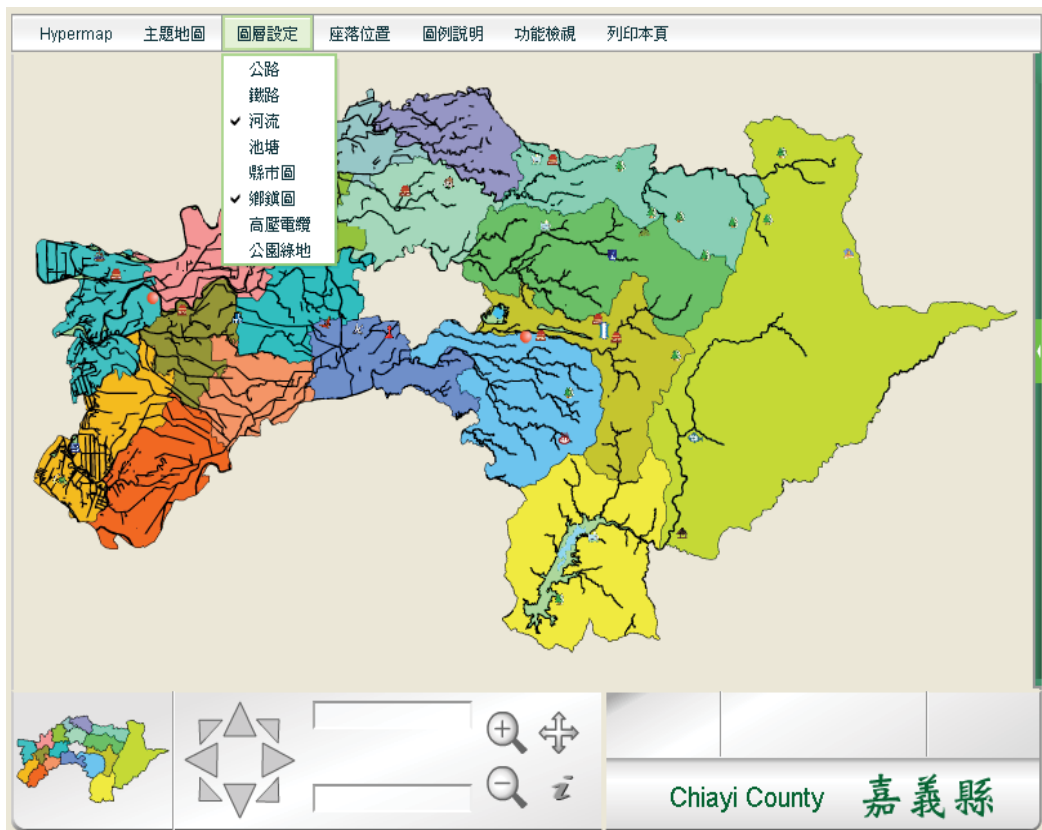 Hypermap 主題地圖 圖層設定 座落位置 圖例說明 功能檢視 列印本頁
公路
鐵路
河流
池塘
縣市圖
鄉鎮圖
高壓電纜
公園綠地
Chiayi County 嘉義縣